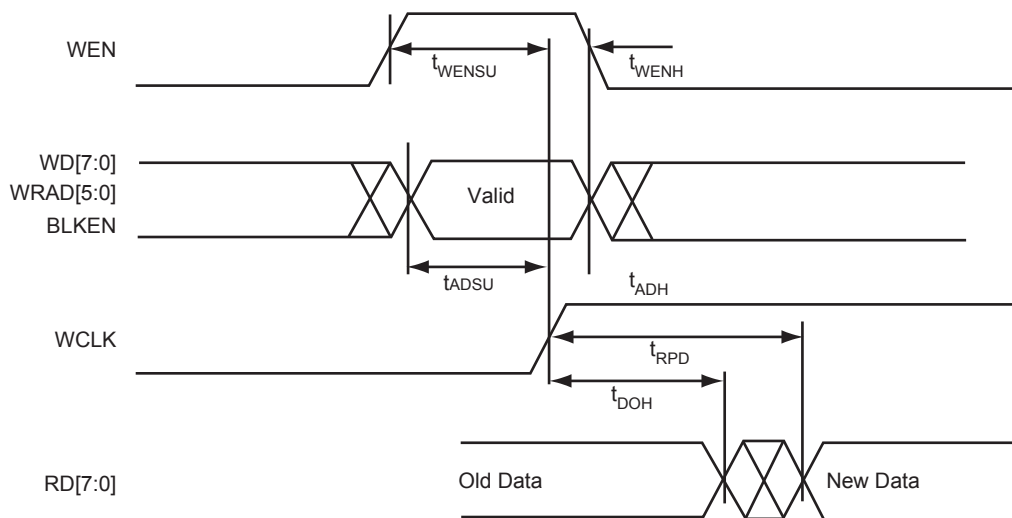 WEN
tWENSU
tWENH
WD[7:0]
WRAD[5:0]
BLKEN
Valid
tADSU
tADH
WCLK
tRPD
tDOH
RD[7:0]
Old Data
New Data